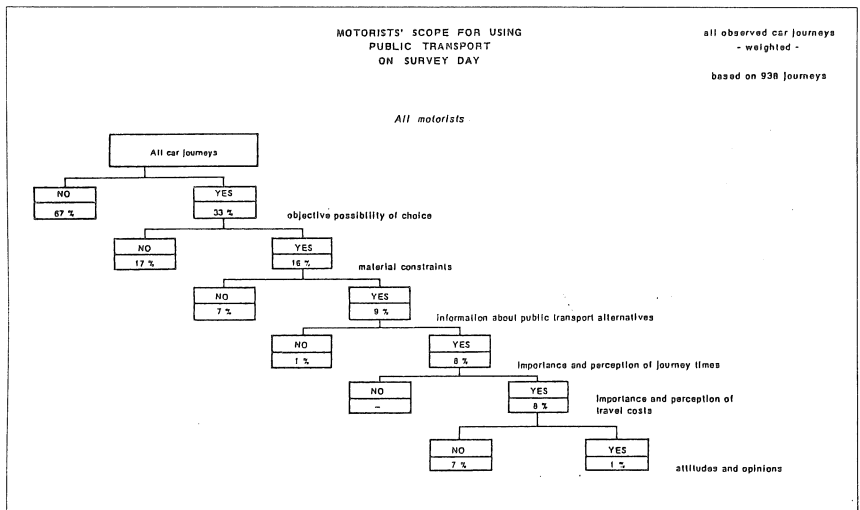 MOTORISTS' SCOPE FOR USING
PUBLIC TRANSPORT
ON SURVEY DAY
all observed car journeys
- weighted -
based on 938 journeys
All motorists
All car journeys
NO
YES
67 %
33 %
objective possibility of choice
NO
YES
17 %
16 %
material constraints
NO
YES
7 %
9 %
information about public transport alternatives
NO
YES
1 %
8 %
importance and perception of journey times
NO
YES
–
8 %
importance and perception of
travel costs
NO
YES
7 %
1 %
attitudes and opinions